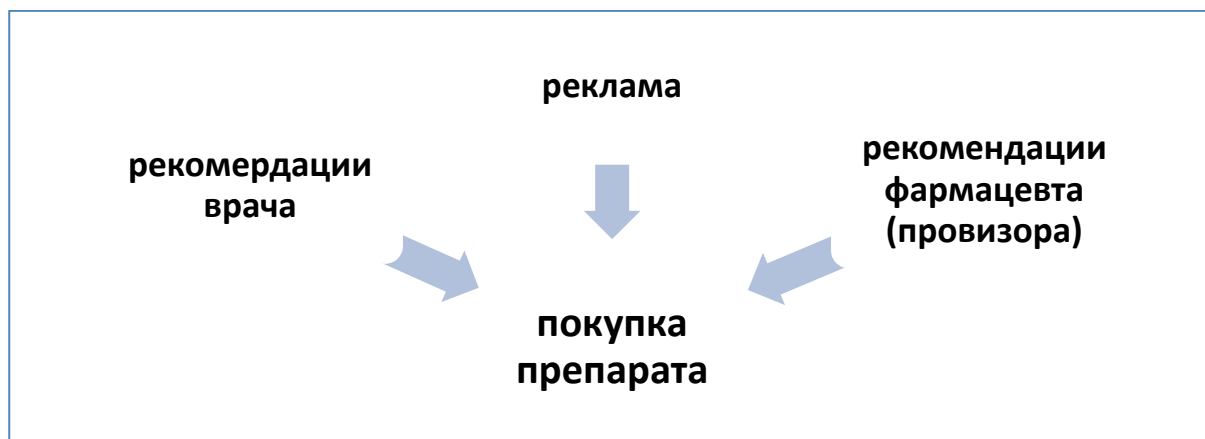 реклама
рекомердации
врача
рекомендации
фармацевта
(провизора)
покупка
препарата